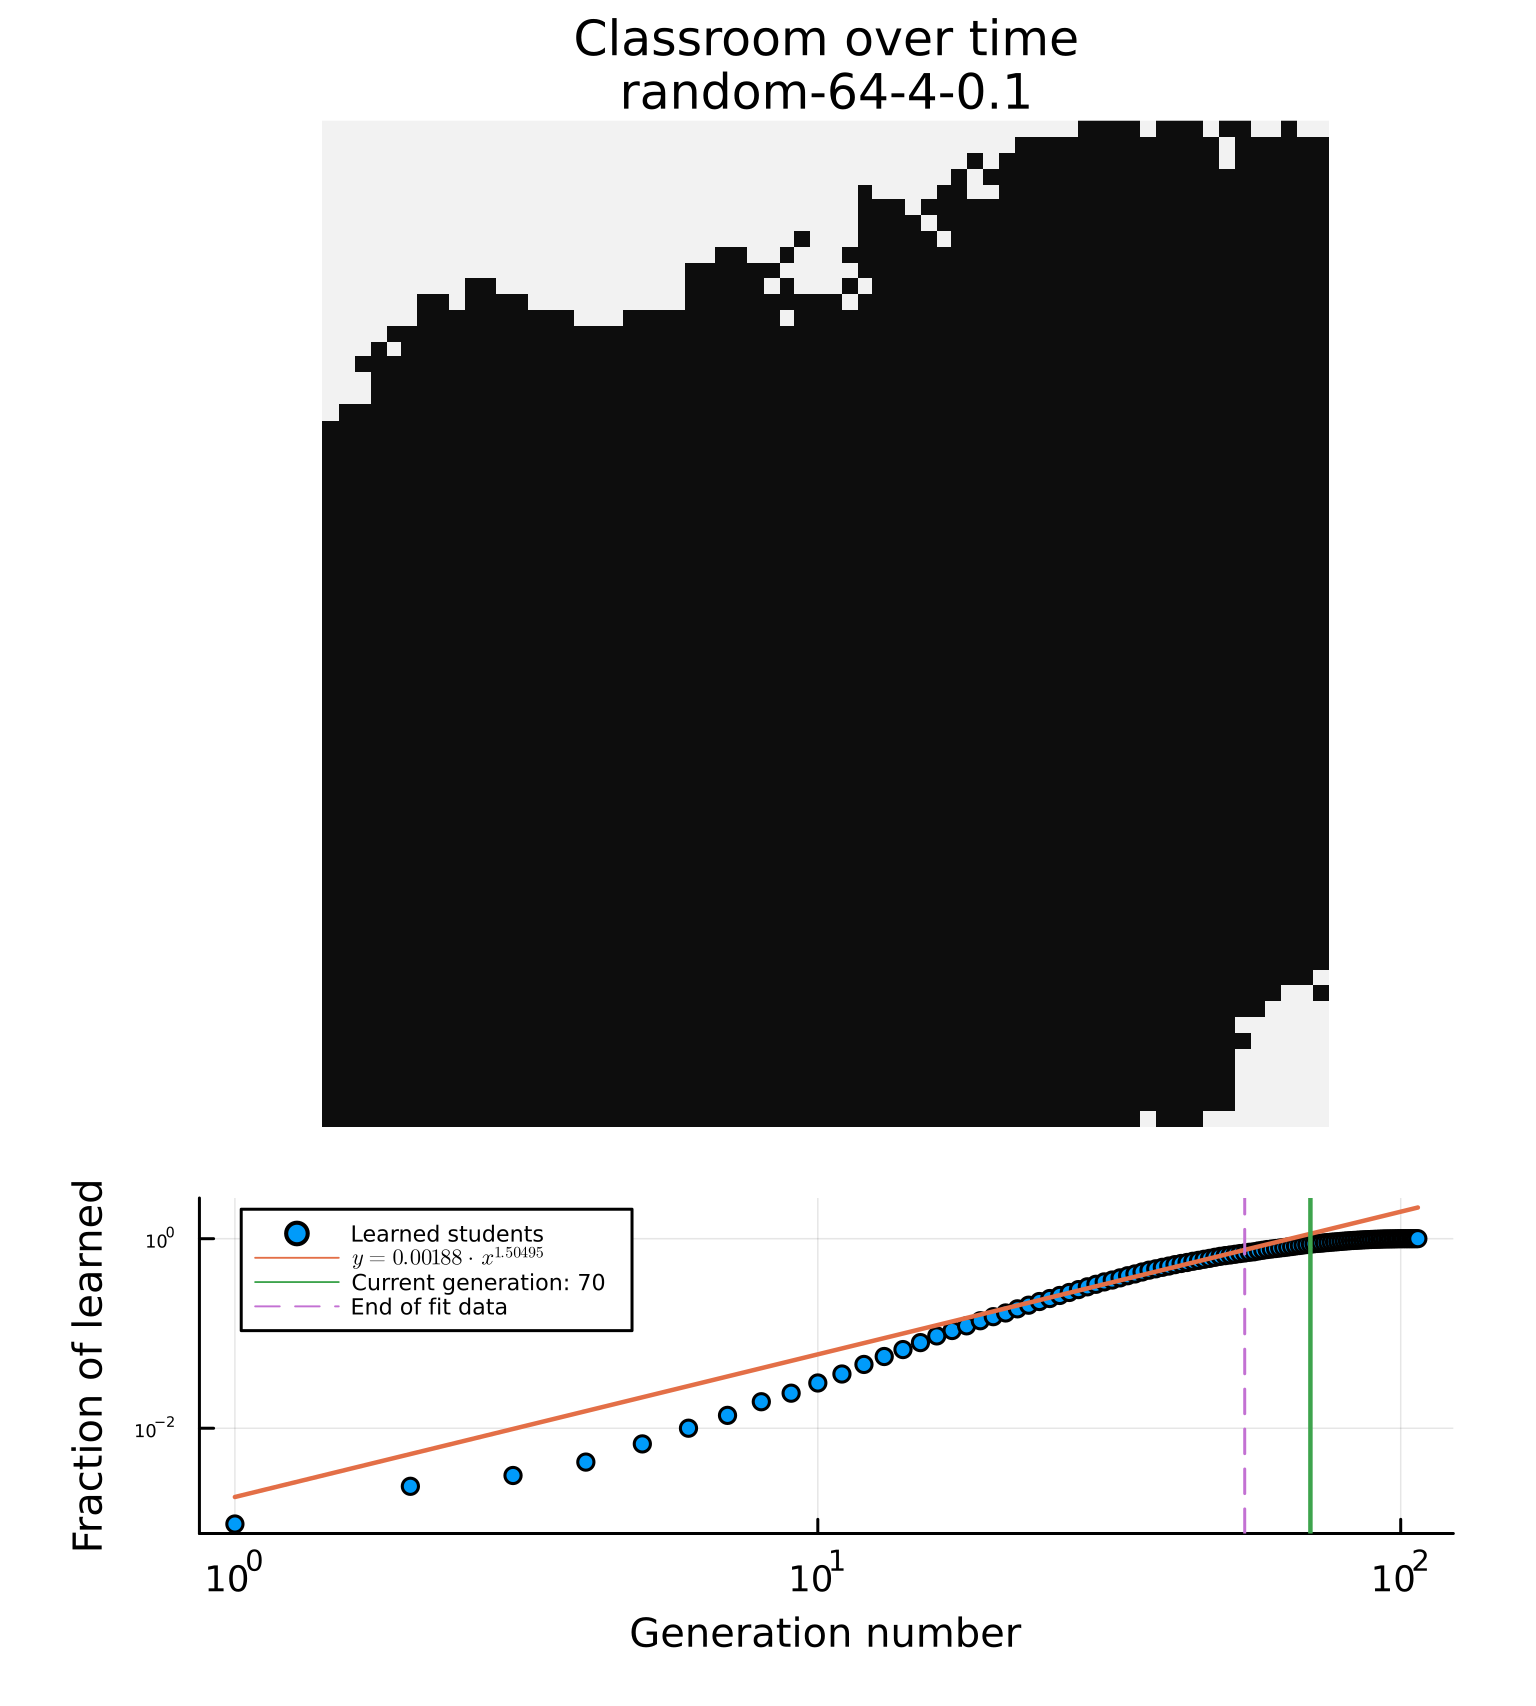 Classroom over time
random-64-4-0.1
Fraction of learned
10⁰
10⁻²
Learned students
y = 0.00188 · x¹·⁵⁰⁴⁹⁵
Current generation: 70
End of fit data
10⁰
10¹
10²
Generation number